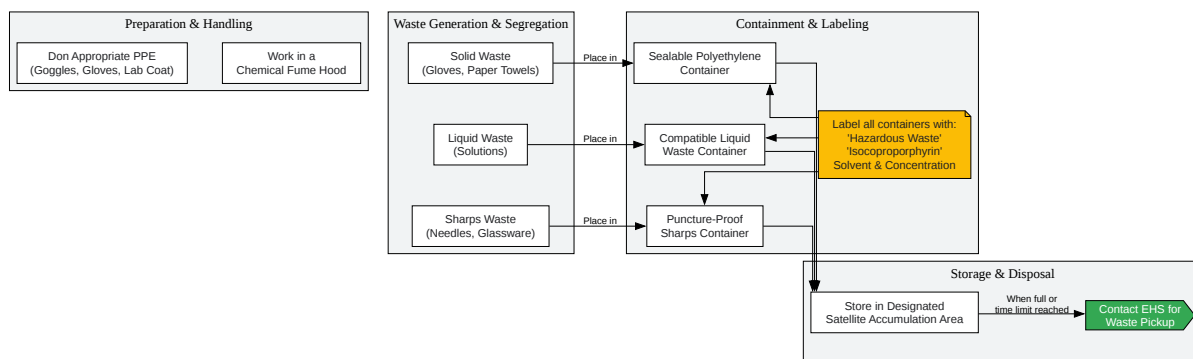 Preparation & Handling
Don Appropriate PPE
(Goggles, Gloves, Lab Coat)
Work in a
Chemical Fume Hood
Waste Generation & Segregation
Solid Waste
(Gloves, Paper Towels)
Liquid Waste
(Solutions)
Sharps Waste
(Needles, Glassware)
Place in
Place in
Place in
Containment & Labeling
Sealable Polyethylene
Container
Compatible Liquid
Waste Container
Puncture-Proof
Sharps Container
Label all containers with:
'Hazardous Waste'
'Isocoproporphyrin'
Solvent & Concentration
Storage & Disposal
Store in Designated
Satellite Accumulation Area
When full or
time limit reached
Contact EHS for
Waste Pickup